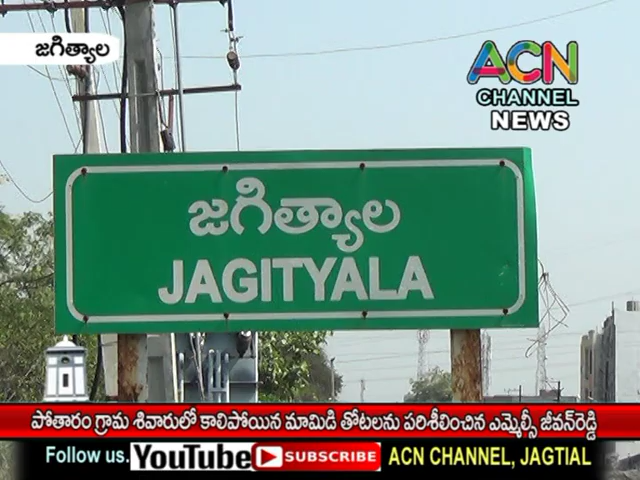 జగిత్యాల
ACN
CHANNEL
NEWS
జగిత్యాల
JAGITYALA
పోతారం గ్రామ శివారులో కాలిపోయిన మామిడి తోటలను పరిశీలించిన ఎమ్మెల్సీ జీవన్‌రెడ్డి
Follow us. YouTube SUBSCRIBE ACN CHANNEL, JAGTIAL